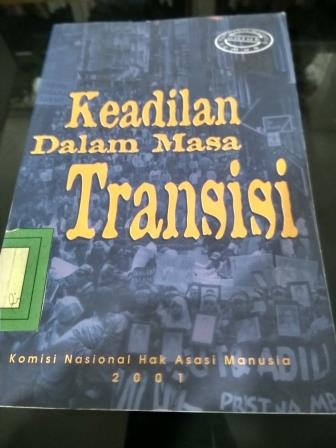 Keadilan
Dalam Masa
Transisi
Komisi Nasional Hak Asasi Manusia
2001